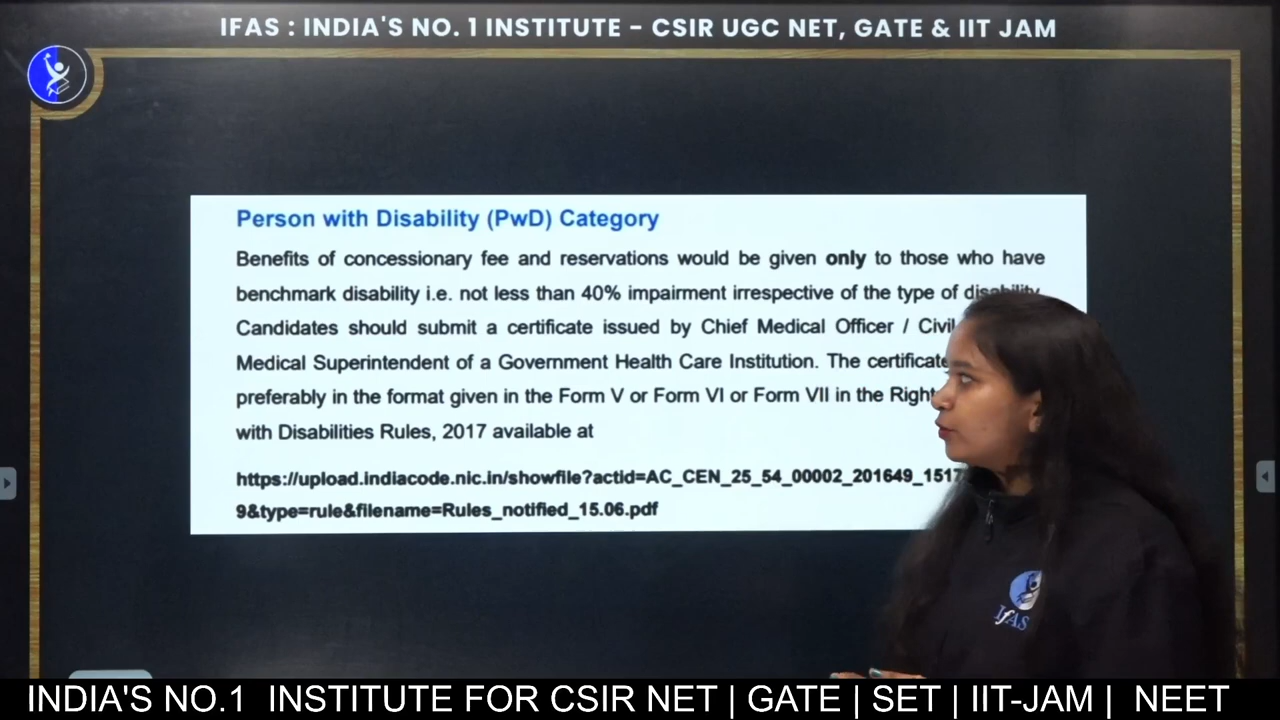 IFAS : INDIA'S NO. 1 INSTITUTE – CSIR UGC NET, GATE & IIT JAM
Person with Disability (PwD) Category
Benefits of concessionary fee and reservations would be given only to those who have
benchmark disability i.e. not less than 40% impairment irrespective of the type of disability.
Candidates should submit a certificate issued by Chief Medical Officer / Civil
Medical Superintendent of a Government Health Care Institution. The certificate
preferably in the format given in the Form V or Form VI or Form VII in the
with Disabilities Rules, 2017 available at
https://upload.indiacode.nic.in/showfile?actid=AC_CEN_25_54_00002_201649_1517
9&type=rule&filename=Rules_notified_15.06.pdf
IfAS
INDIA'S NO.1 INSTITUTE FOR CSIR NET | GATE | SET | IIT-JAM | NEET